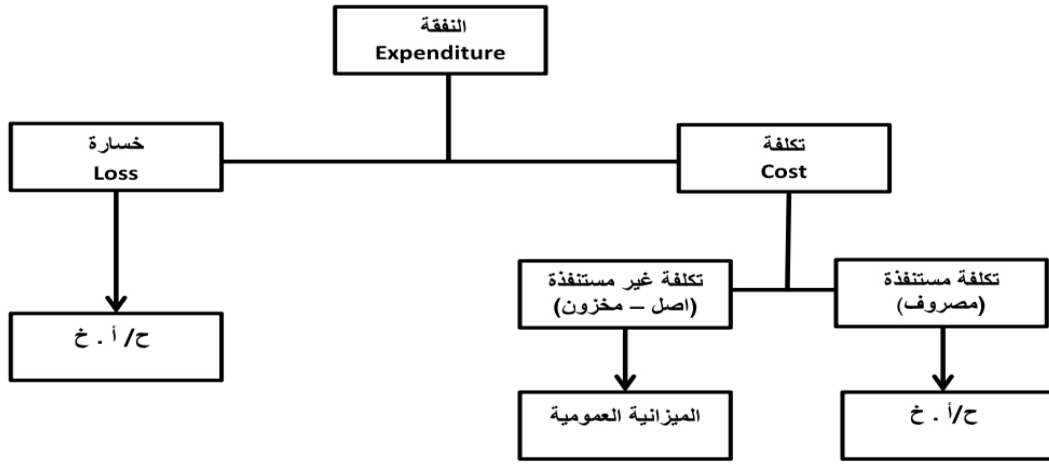 النفقة
Expenditure
خسارة
Loss
تكلفة
Cost
تكلفة غير مستنفذة
(اصل – مخزون)
تكلفة مستنفذة
(مصروف)
ح/ أ . خ
الميزانية العمومية
ح/أ . خ